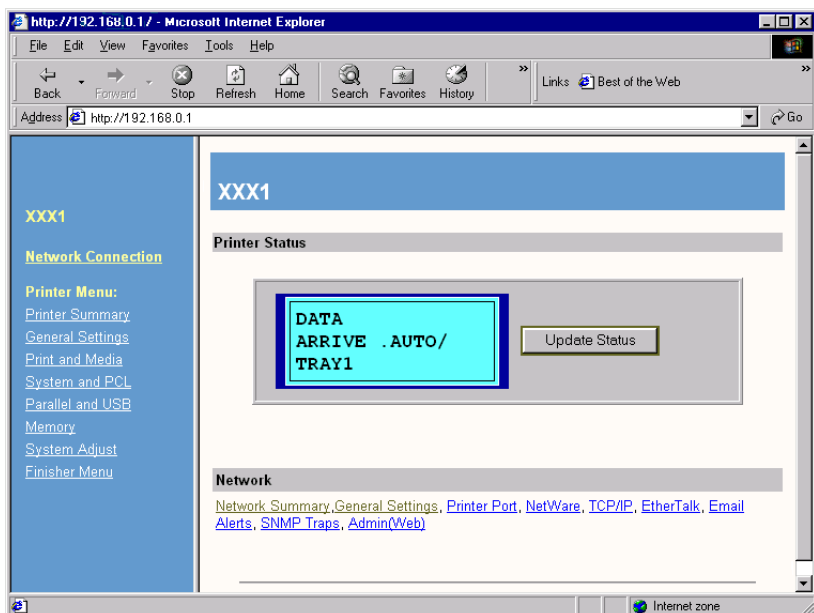 http://192.168.0.1/ - Microsoft Internet Explorer
File Edit View Favorites Tools Help
Back Forward Stop Refresh Home Search Favorites History » Links Best of the Web »
Address http://192.168.0.1 Go
XXX1
Network Connection
Printer Menu:
Printer Summary
General Settings
Print and Media
System and PCL
Parallel and USB
Memory
System Adjust
Finisher Menu
XXX1
Printer Status
DATA
ARRIVE .AUTO/
TRAY1
Update Status
Network
Network Summary,General Settings, Printer Port, NetWare, TCP/IP, EtherTalk, Email
Alerts, SNMP Traps, Admin(Web)
Internet zone